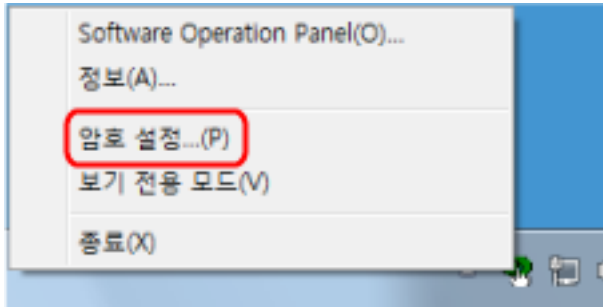 Software Operation Panel(O)...
정보(A)...
암호 설정...(P)
보기 전용 모드(V)
종료(X)